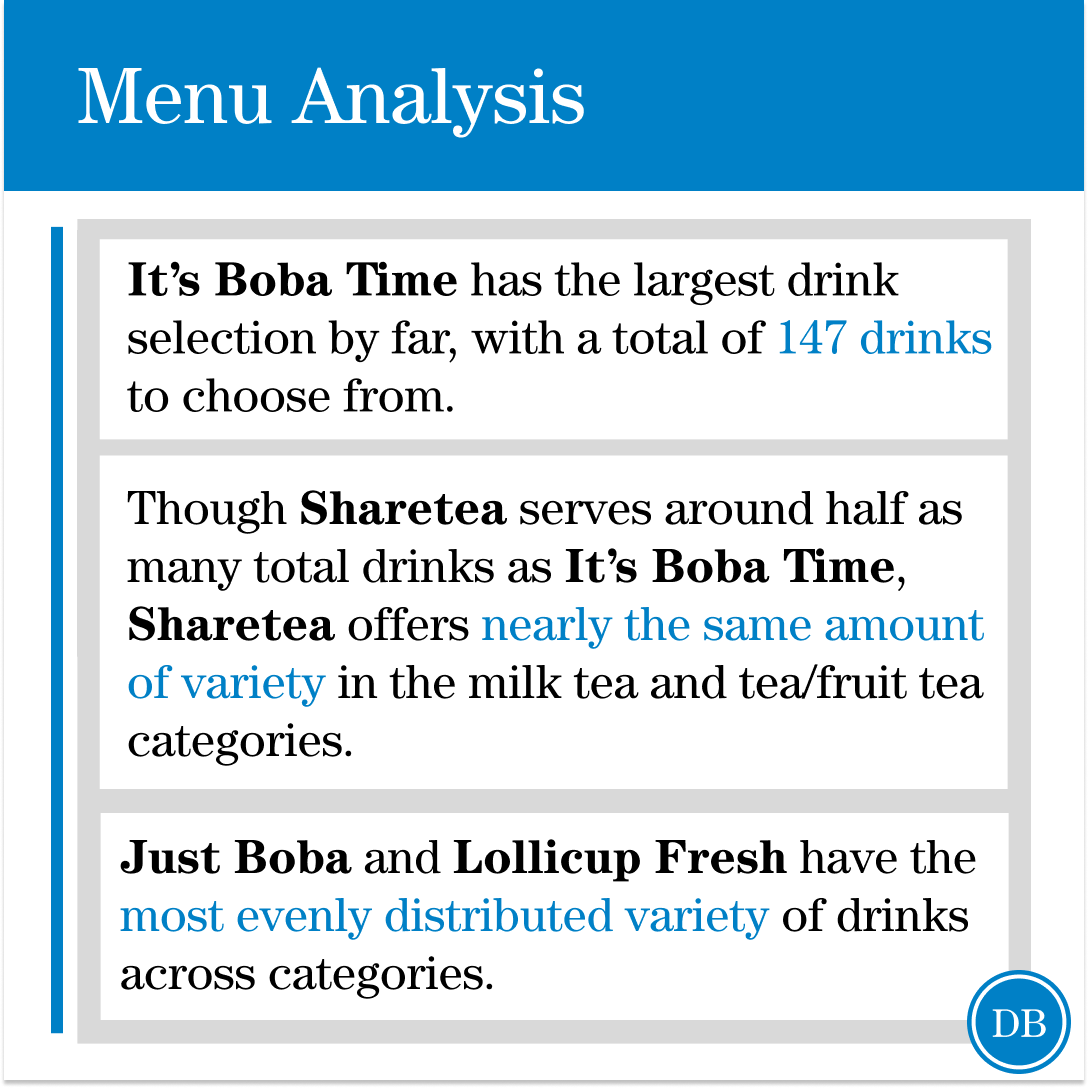 Menu Analysis
It’s Boba Time has the largest drink
selection by far, with a total of 147 drinks
to choose from.
Though Sharetea serves around half as
many total drinks as It’s Boba Time,
Sharetea offers nearly the same amount
of variety in the milk tea and tea/fruit tea
categories.
Just Boba and Lollicup Fresh have the
most evenly distributed variety of drinks
across categories.
DB